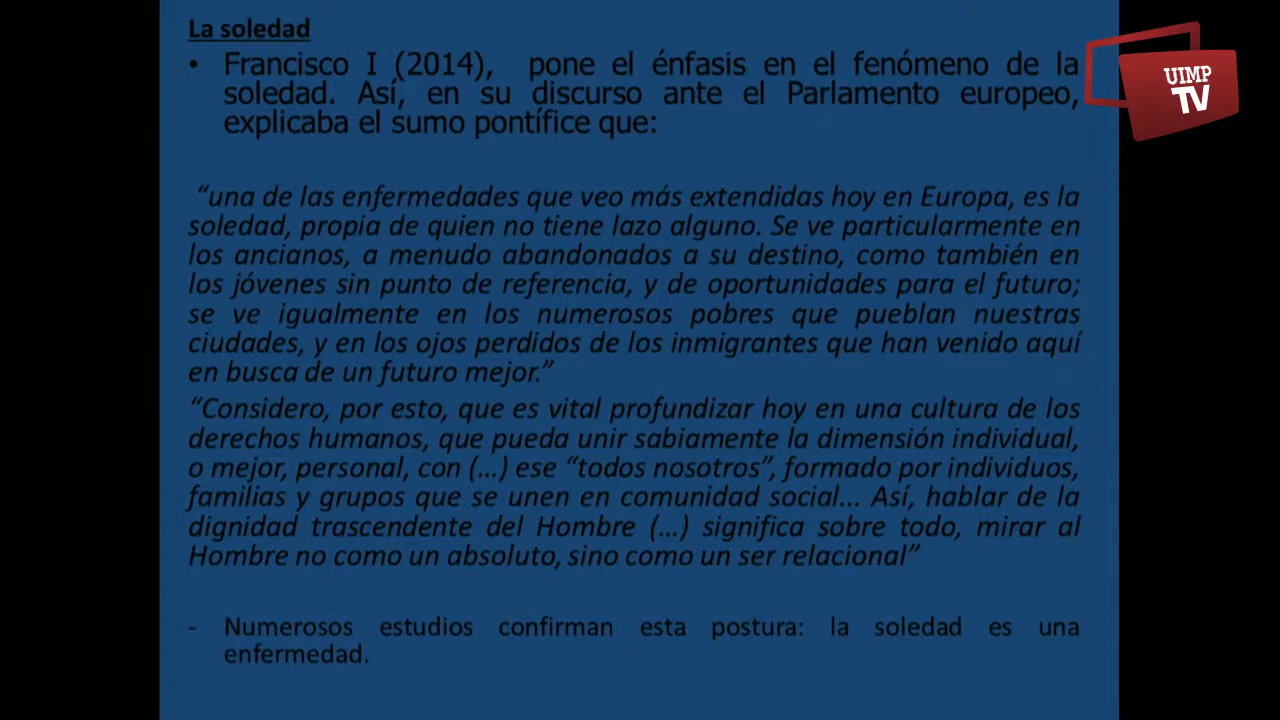 La soledad
• Francisco I (2014), pone el énfasis en el fenómeno de la
soledad. Así, en su discurso ante el Parlamento europeo,
explicaba el sumo pontífice que:
“una de las enfermedades que veo más extendidas hoy en Europa, es la
soledad, propia de quien no tiene lazo alguno. Se ve particularmente en
los ancianos, a menudo abandonados a su destino, como también en
los jóvenes sin punto de referencia, y de oportunidades para el futuro;
se ve igualmente en los numerosos pobres que pueblan nuestras
ciudades, y en los ojos perdidos de los inmigrantes que han venido aquí
en busca de un futuro mejor.”
“Considero, por esto, que es vital profundizar hoy en una cultura de los
derechos humanos, que pueda unir sabiamente la dimensión individual,
o mejor, personal, con (…) ese “todos nosotros”, formado por individuos,
familias y grupos que se unen en comunidad social... Así, hablar de la
dignidad trascendente del Hombre (…) significa sobre todo, mirar al
Hombre no como un absoluto, sino como un ser relacional”
- Numerosos estudios confirman esta postura: la soledad es una
enfermedad.
UIMP
TV